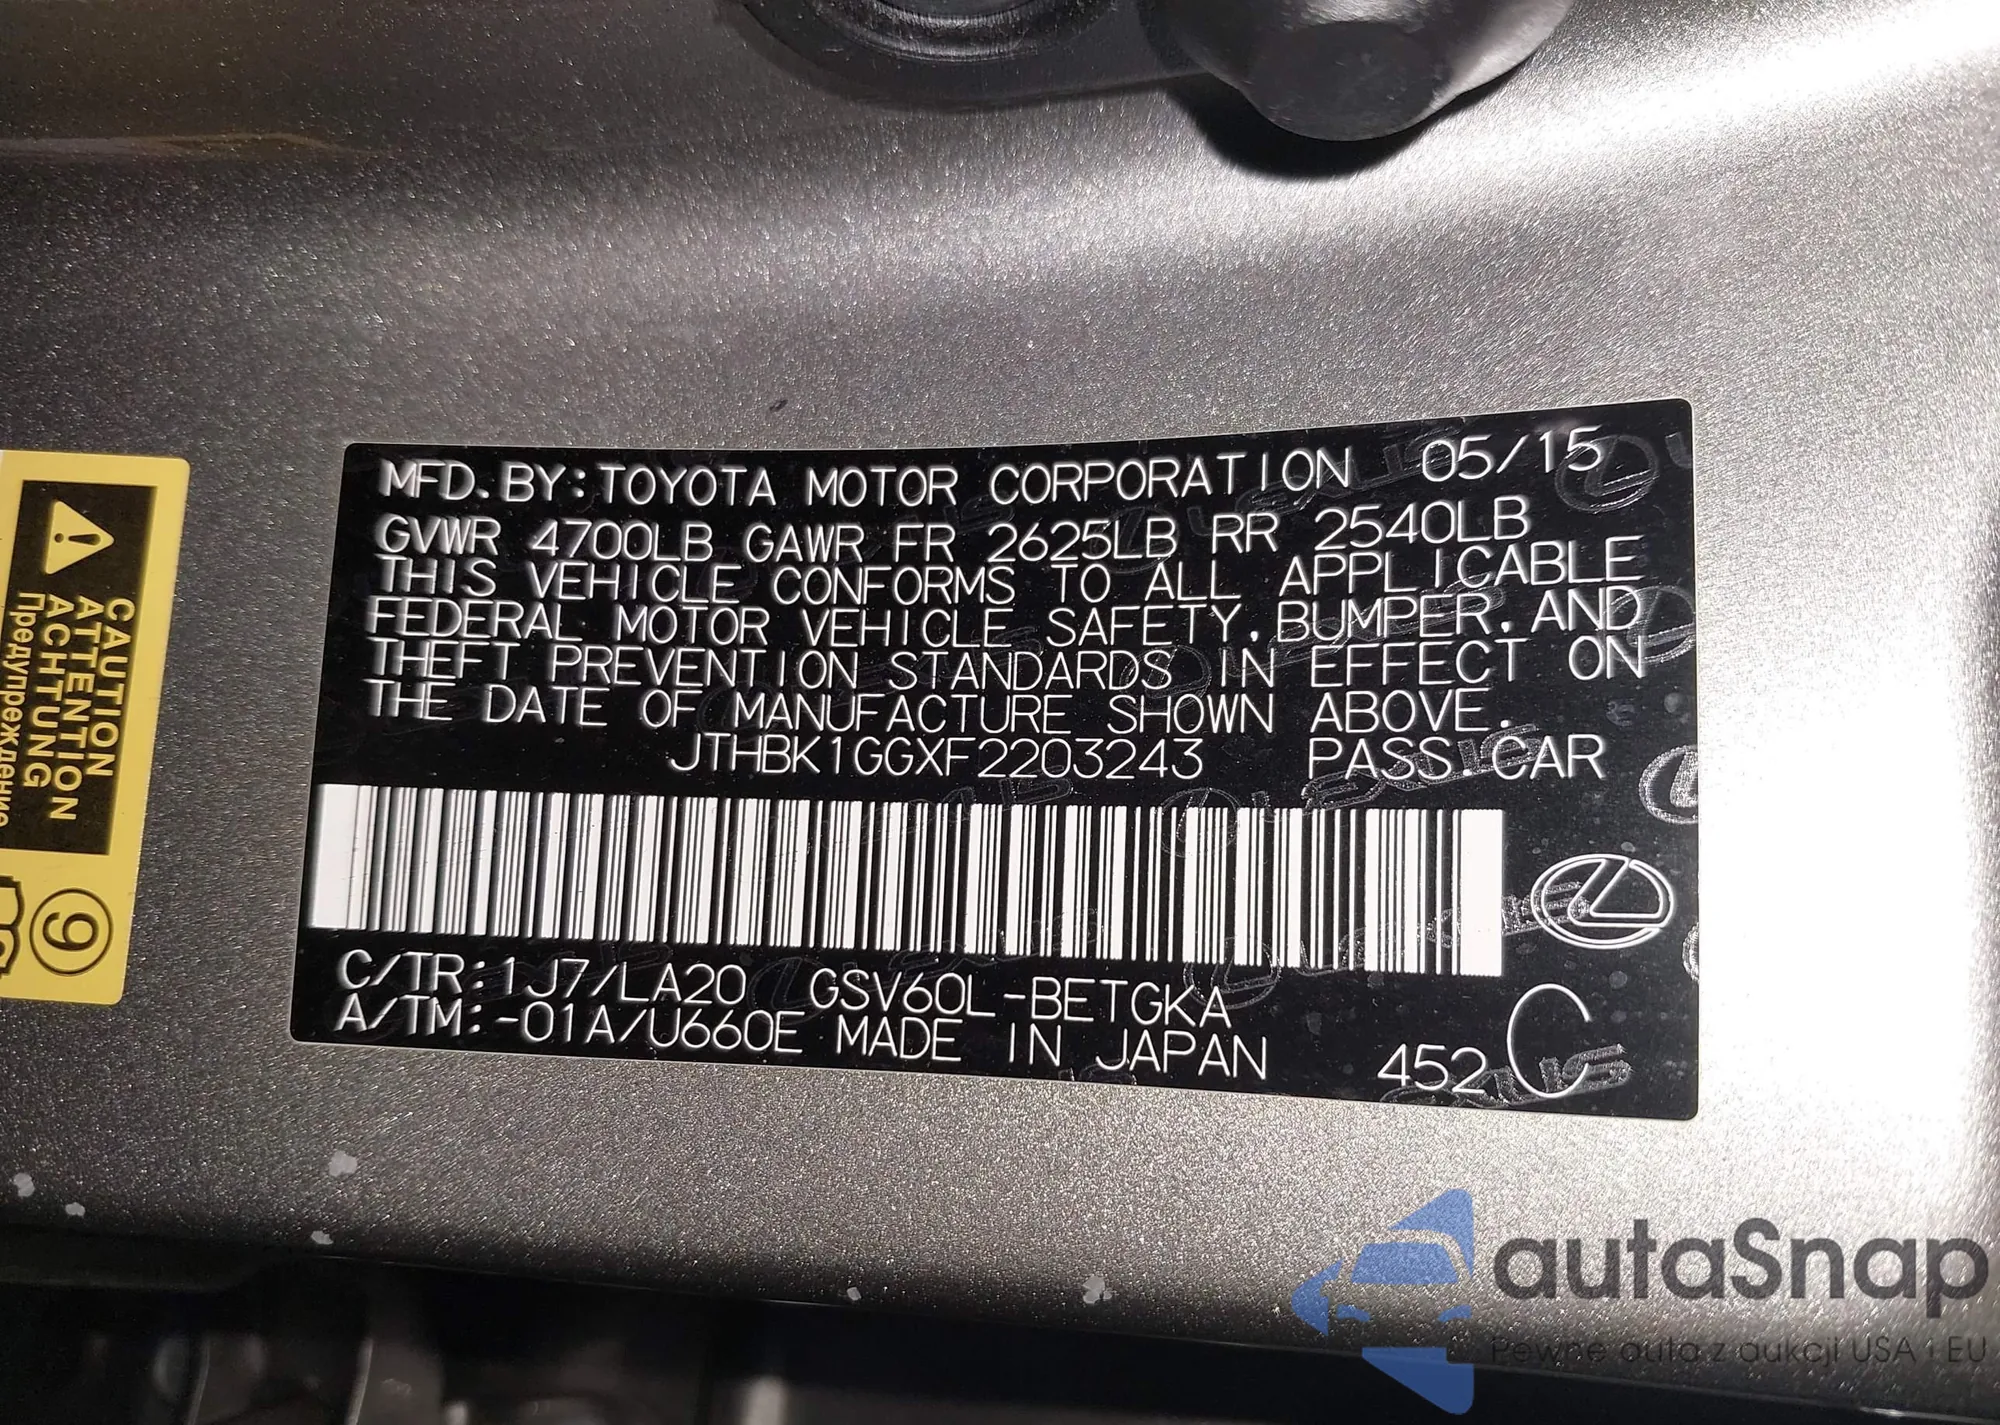 MFD. BY: TOYOTA MOTOR CORPORATION 05/15
GVWR 4700LB GAWR FR 2625LB RR 2540LB
THIS VEHICLE CONFORMS TO ALL APPLICABLE
FEDERAL MOTOR VEHICLE SAFETY, BUMPER, AND
THEFT PREVENTION STANDARDS IN EFFECT ON
THE DATE OF MANUFACTURE SHOWN ABOVE.
JTHBK1GGXF2203243 PASS. CAR
C/TR: 1J7/LA20 GSV60L-BETGKA
A/TM: -01A/U660E MADE IN JAPAN 452 C
CAUTION
ATTENTION
ACHTUNG
Предупреждение
9
autoSnap
Pewne auta z aukcji USA i EU